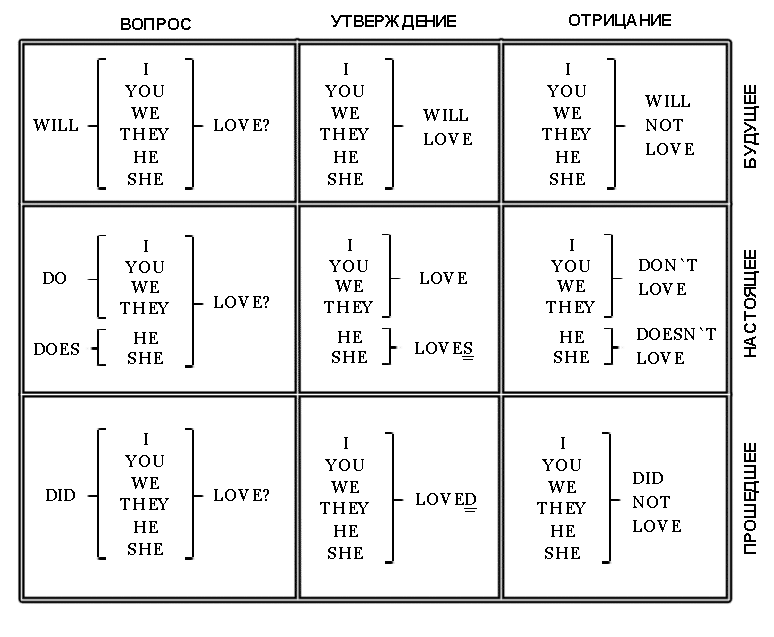 ВОПРОС УТВЕРЖДЕНИЕ ОТРИЦАНИЕ
WILL
I
YOU
WE
THEY
HE
SHE
LOVE?
I
YOU
WE
THEY
HE
SHE
WILL
LOVE
I
YOU
WE
THEY
HE
SHE
WILL
NOT
LOVE
БУДУЩЕЕ
DO
I
YOU
WE
THEY
DOES
HE
SHE
LOVE?
I
YOU
WE
THEY
LOVE
HE
SHE
LOVES
I
YOU
WE
THEY
DON`T
LOVE
HE
SHE
DOESN`T
LOVE
НАСТОЯЩЕЕ
DID
I
YOU
WE
THEY
HE
SHE
LOVE?
I
YOU
WE
THEY
HE
SHE
LOVED
I
YOU
WE
THEY
HE
SHE
DID
NOT
LOVE
ПРОШЕДШЕЕ